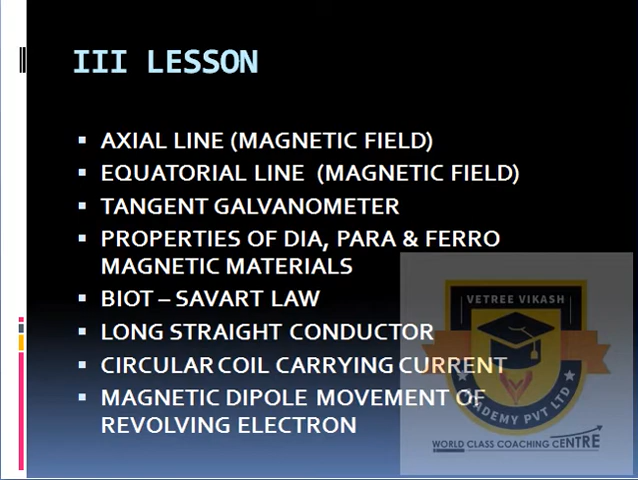 III LESSON
AXIAL LINE (MAGNETIC FIELD)
EQUATORIAL LINE (MAGNETIC FIELD)
TANGENT GALVANOMETER
PROPERTIES OF DIA, PARA & FERRO
MAGNETIC MATERIALS
BIOT – SAVART LAW
LONG STRAIGHT CONDUCTOR
CIRCULAR COIL CARRYING CURRENT
MAGNETIC DIPOLE MOVEMENT OF
REVOLVING ELECTRON
VETREE VIKASH
ACADEMY PVT LTD
WORLD CLASS COACHING CENTRE